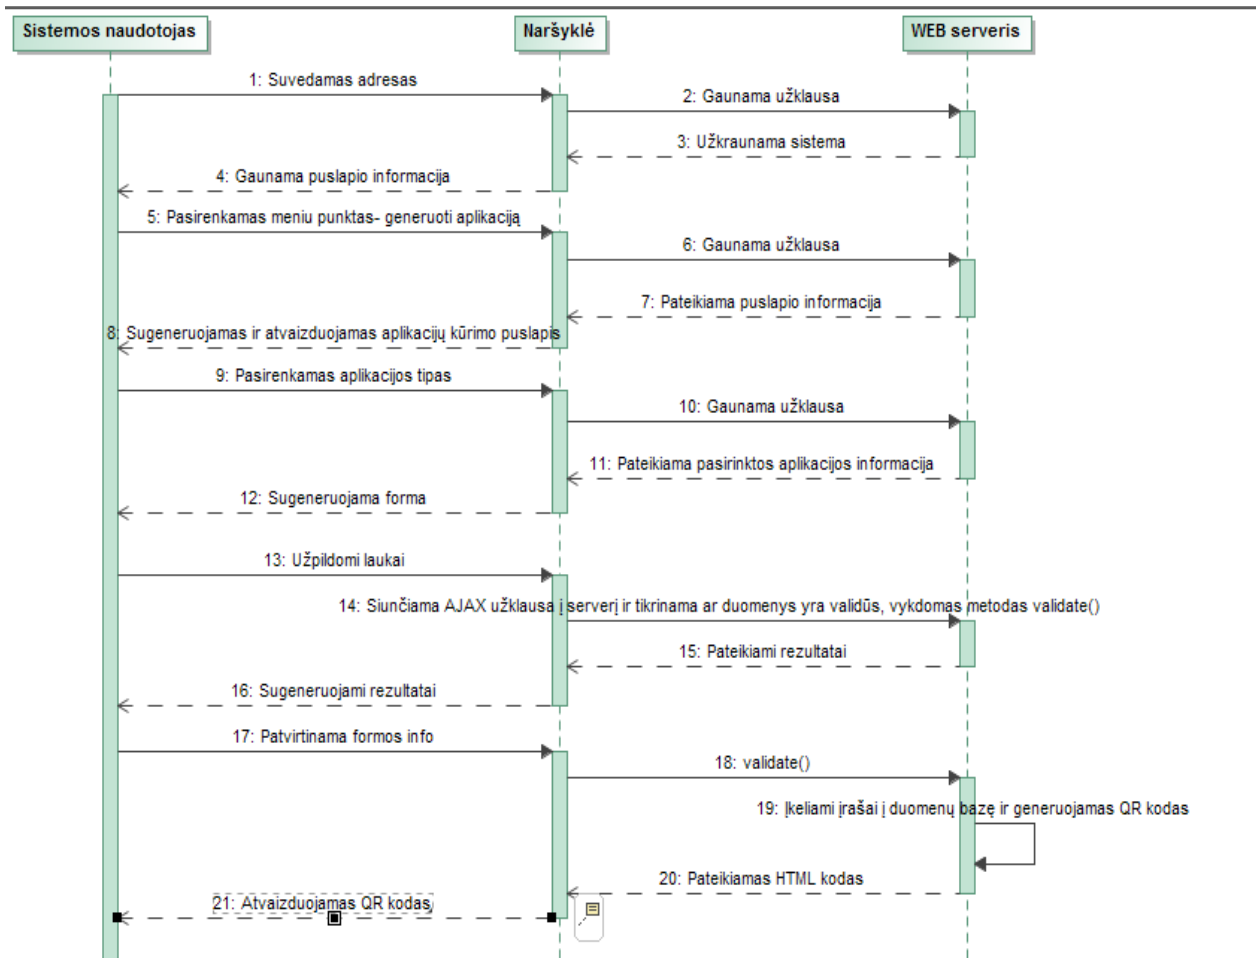 Sistemos naudotojas
Naršyklė
WEB serveris
1: Suvedamas adresas
2: Gaunama užklausa
3: Užkraunama sistema
4: Gaunama puslapio informacija
5: Pasirenkamas meniu punktas- generuoti aplikaciją
6: Gaunama užklausa
7: Pateikiama puslapio informacija
8: Sugeneruojamas ir atvaizduojamas aplikacijų kūrimo puslapis
9: Pasirenkamas aplikacijos tipas
10: Gaunama užklausa
11: Pateikiama pasirinktos aplikacijos informacija
12: Sugeneruojama forma
13: Užpildomi laukai
14: Siunčiama AJAX užklausa į serverį ir tikrinama ar duomenys yra validūs, vykdomas metodas validate()
15: Pateikiami rezultatai
16: Sugeneruojami rezultatai
17: Patvirtinama formos info
18: validate()
19: Įkeliami įrašai į duomenų bazę ir generuojamas QR kodas
20: Pateikiamas HTML kodas
21: Atvaizduojamas QR kodas